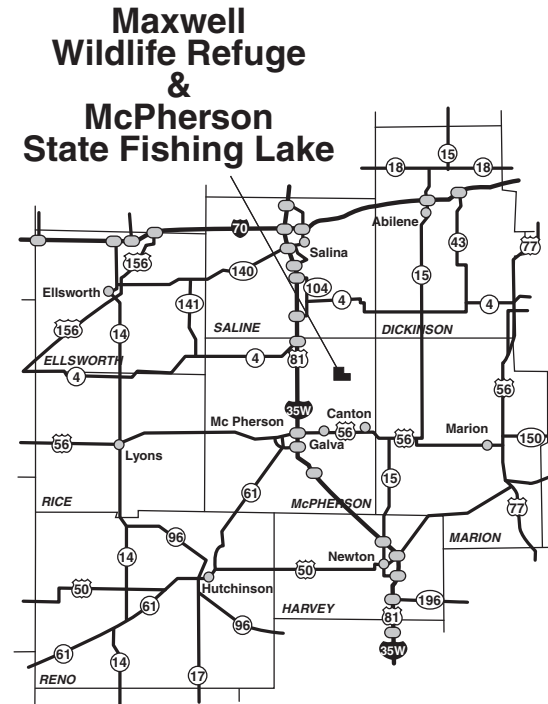 Maxwell
Wildlife Refuge
&
McPherson
State Fishing Lake
15
18
18
70
Abilene
77
43
Salina
156
140
15
Ellsworth
104
141
4
4
156
14
SALINE
DICKINSON
ELLSWORTH
4
81
4
56
35W
Mc Pherson
Canton
56
56
56
Marion
150
Lyons
Galva
15
61
RICE
McPHERSON
77
96
MARION
14
Newton
50
50
Hutchinson
61
HARVEY
196
96
81
61
14
35W
17
RENO